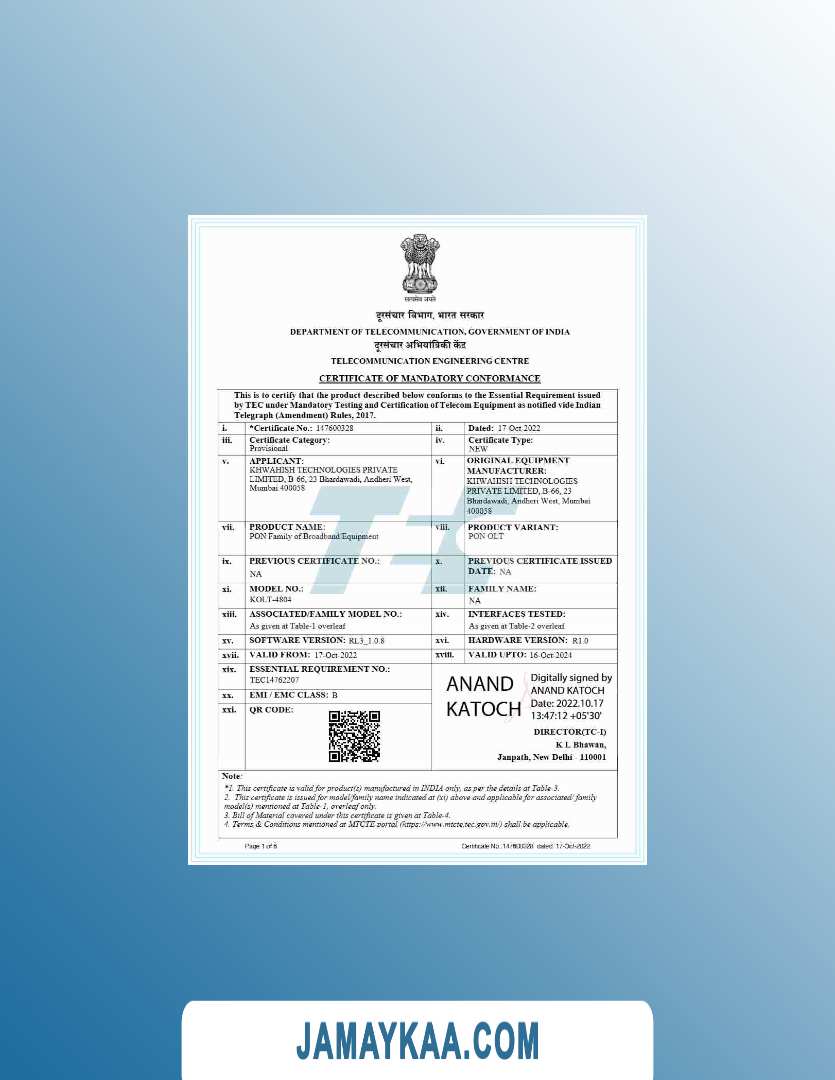 सत्यमेव जयते
दूरसंचार विभाग, भारत सरकार
DEPARTMENT OF TELECOMMUNICATION, GOVERNMENT OF INDIA
दूरसंचार अभियांत्रिकी केंद्र
TELECOMMUNICATION ENGINEERING CENTRE
CERTIFICATE OF MANDATORY CONFORMANCE
This is to certify that the product described below conforms to the Essential Requirement issued
by TEC under Mandatory Testing and Certification of Telecom Equipment as notified vide Indian
Telegraph (Amendment) Rules, 2017.
i. *Certificate No.: 147600328 ii. Dated: 17-Oct-2022
iii. Certificate Category: iv. Certificate Type:
Provisional NEW
v. APPLICANT:
KHWAHISH TECHNOLOGIES PRIVATE
LIMITED, B-66, 23 Bhardawadi, Andheri West,
Mumbai 400058
vi. ORIGINAL EQUIPMENT
MANUFACTURER:
KHWAHISH TECHNOLOGIES
PRIVATE LIMITED, B-66, 23
Bhardawadi, Andheri West, Mumbai
400058
vii. PRODUCT NAME: viii. PRODUCT VARIANT:
PON Family of Broadband Equipment PON OLT
ix. PREVIOUS CERTIFICATE NO.:
NA
x. PREVIOUS CERTIFICATE ISSUED
DATE: NA
xi. MODEL NO.: xii. FAMILY NAME:
KOLT-4804 NA
xiii. ASSOCIATED/FAMILY MODEL NO.: xiv. INTERFACES TESTED:
As given at Table-1 overleaf As given at Table-2 overleaf
xv. SOFTWARE VERSION: RL3_1.0.8 xvi. HARDWARE VERSION: R1.0
xvii. VALID FROM: 17-Oct-2022 xviii. VALID UPTO: 16-Oct-2024
xix. ESSENTIAL REQUIREMENT NO.:
TEC14762207
xx. EMI / EMC CLASS: B
xxi. QR CODE:
ANAND
KATOCH
Digitally signed by
ANAND KATOCH
Date: 2022.10.17
13:47:12 +05'30'
DIRECTOR(TC-I)
K L Bhawan,
Janpath, New Delhi - 110001
Note:
*1. This certificate is valid for product(s) manufactured in INDIA only, as per the details at Table-3.
2. This certificate is issued for model/family name indicated at (xi) above and applicable for associated/ family
model(s) mentioned at Table-1, overleaf only.
3. Bill of Material covered under this certificate is given at Table-4.
4. Terms & Conditions mentioned at MTCTE portal (https://www.mtcte.tec.gov.in/) shall be applicable.
Page 1 of 6 Certificate No.:147600328 dated: 17-Oct-2022
JAMAYKAA.COM